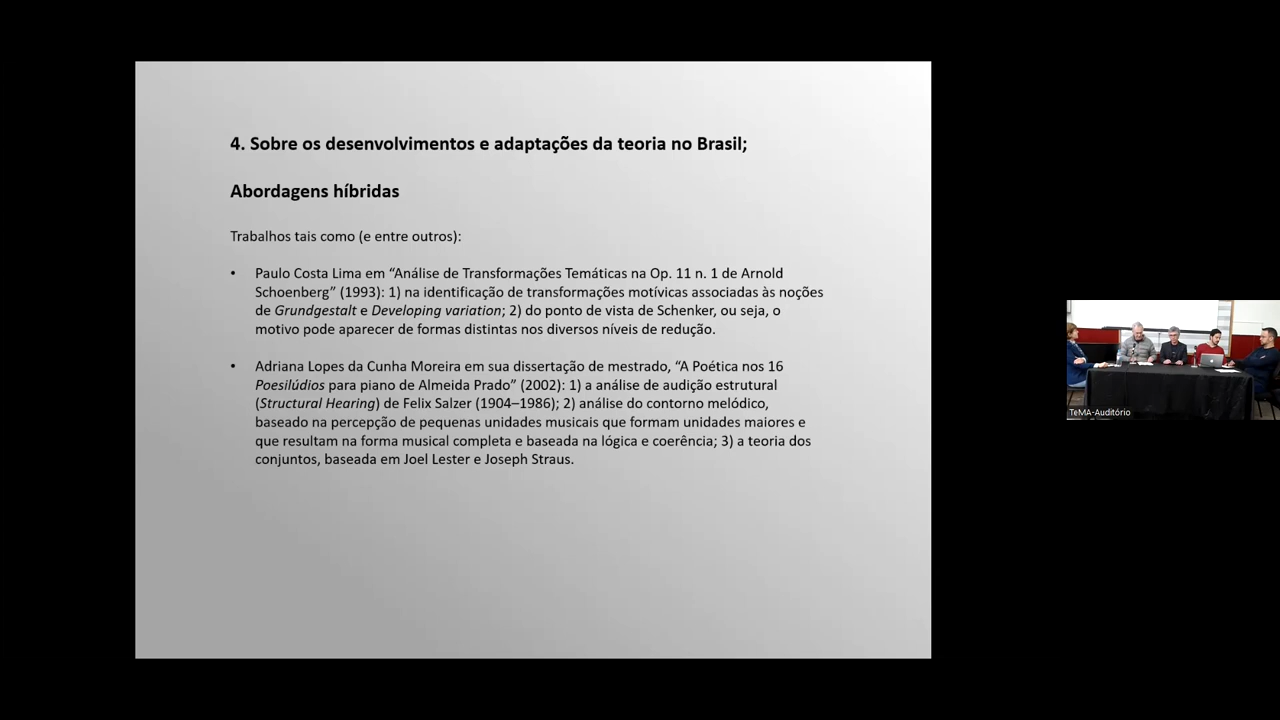 4. Sobre os desenvolvimentos e adaptações da teoria no Brasil;
Abordagens híbridas
Trabalhos tais como (e entre outros):
• Paulo Costa Lima em “Análise de Transformações Temáticas na Op. 11 n. 1 de Arnold
Schoenberg” (1993): 1) na identificação de transformações motívicas associadas às noções
de Grundgestalt e Developing variation; 2) do ponto de vista de Schenker, ou seja, o
motivo pode aparecer de formas distintas nos diversos níveis de redução.
• Adriana Lopes da Cunha Moreira em sua dissertação de mestrado, “A Poética nos 16
Poesilúdios para piano de Almeida Prado” (2002): 1) a análise de audição estrutural
(Structural Hearing) de Felix Salzer (1904–1986); 2) análise do contorno melódico,
baseado na percepção de pequenas unidades musicais que formam unidades maiores e
que resultam na forma musical completa e baseada na lógica e coerência; 3) a teoria dos
conjuntos, baseada em Joel Lester e Joseph Straus.
TeMA-Auditório